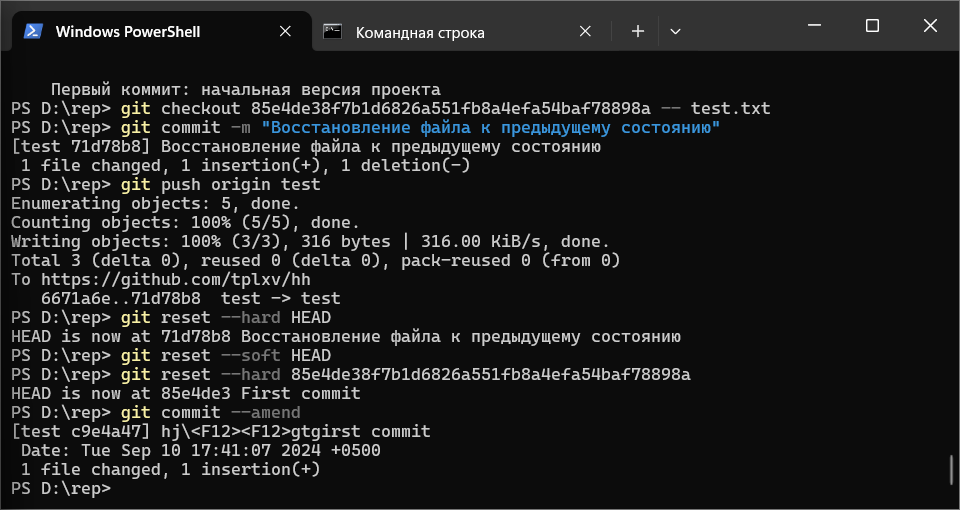 Windows PowerShell
Командная строка
Первый коммит: начальная версия проекта
PS D:\rep> git checkout 85e4de38f7b1d6826a551fb8a4efa54baf78898a -- test.txt
PS D:\rep> git commit -m "Восстановление файла к предыдущему состоянию"
[test 71d78b8] Восстановление файла к предыдущему состоянию
 1 file changed, 1 insertion(+), 1 deletion(-)
PS D:\rep> git push origin test
Enumerating objects: 5, done.
Counting objects: 100% (5/5), done.
Writing objects: 100% (3/3), 316 bytes | 316.00 KiB/s, done.
Total 3 (delta 0), reused 0 (delta 0), pack-reused 0 (from 0)
To https://github.com/tplxv/hh
   6671a6e..71d78b8  test -> test
PS D:\rep> git reset --hard HEAD
HEAD is now at 71d78b8 Восстановление файла к предыдущему состоянию
PS D:\rep> git reset --soft HEAD
PS D:\rep> git reset --hard 85e4de38f7b1d6826a551fb8a4efa54baf78898a
HEAD is now at 85e4de3 First commit
PS D:\rep> git commit --amend
[test c9e4a47] hj\<F12><F12>gtgirst commit
 Date: Tue Sep 10 17:41:07 2024 +0500
 1 file changed, 1 insertion(+)
PS D:\rep>